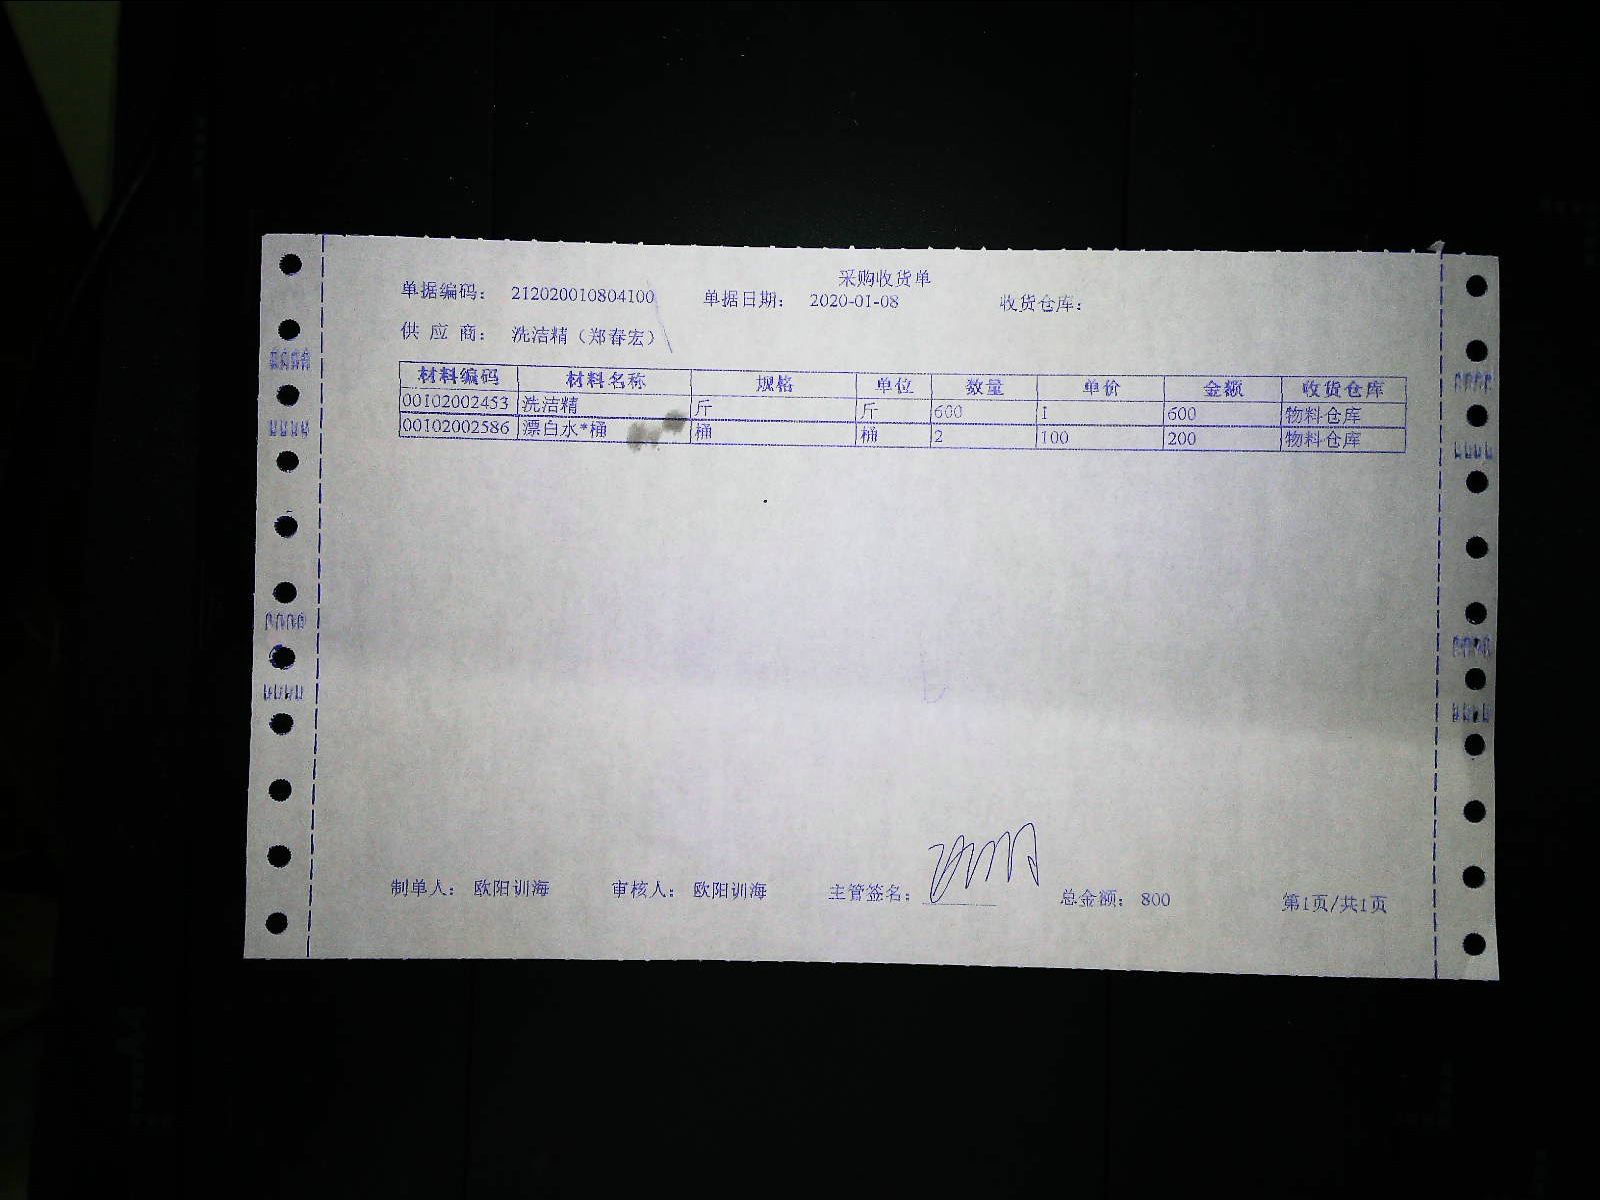 采购收货单
单据编码： 212020010804100 单据日期： 2020-01-08 收货仓库：
供 应 商： 洗洁精（郑春宏）
材料编码 材料名称 规格 单位 数量 单价 金额 收货仓库
00102002453 洗洁精 斤 斤 600 1 600 物料仓库
00102002586 漂白水*桶 桶 桶 2 100 200 物料仓库
制单人： 欧阳训海 审核人： 欧阳训海 主管签名： 总金额： 800 第1页/共1页